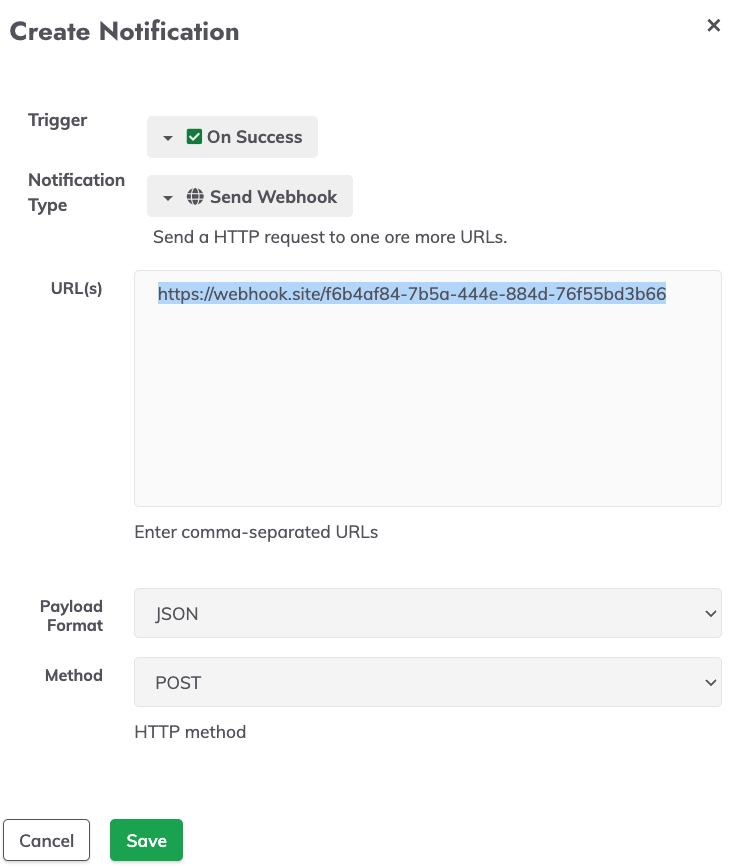 Create Notification
×
Trigger
On Success
Notification
Type
Send Webhook
Send a HTTP request to one ore more URLs.
URL(s)
https://webhook.site/f6b4af84-7b5a-444e-884d-76f55bd3b66
Enter comma-separated URLs
Payload
Format
JSON
Method
POST
HTTP method
Cancel
Save